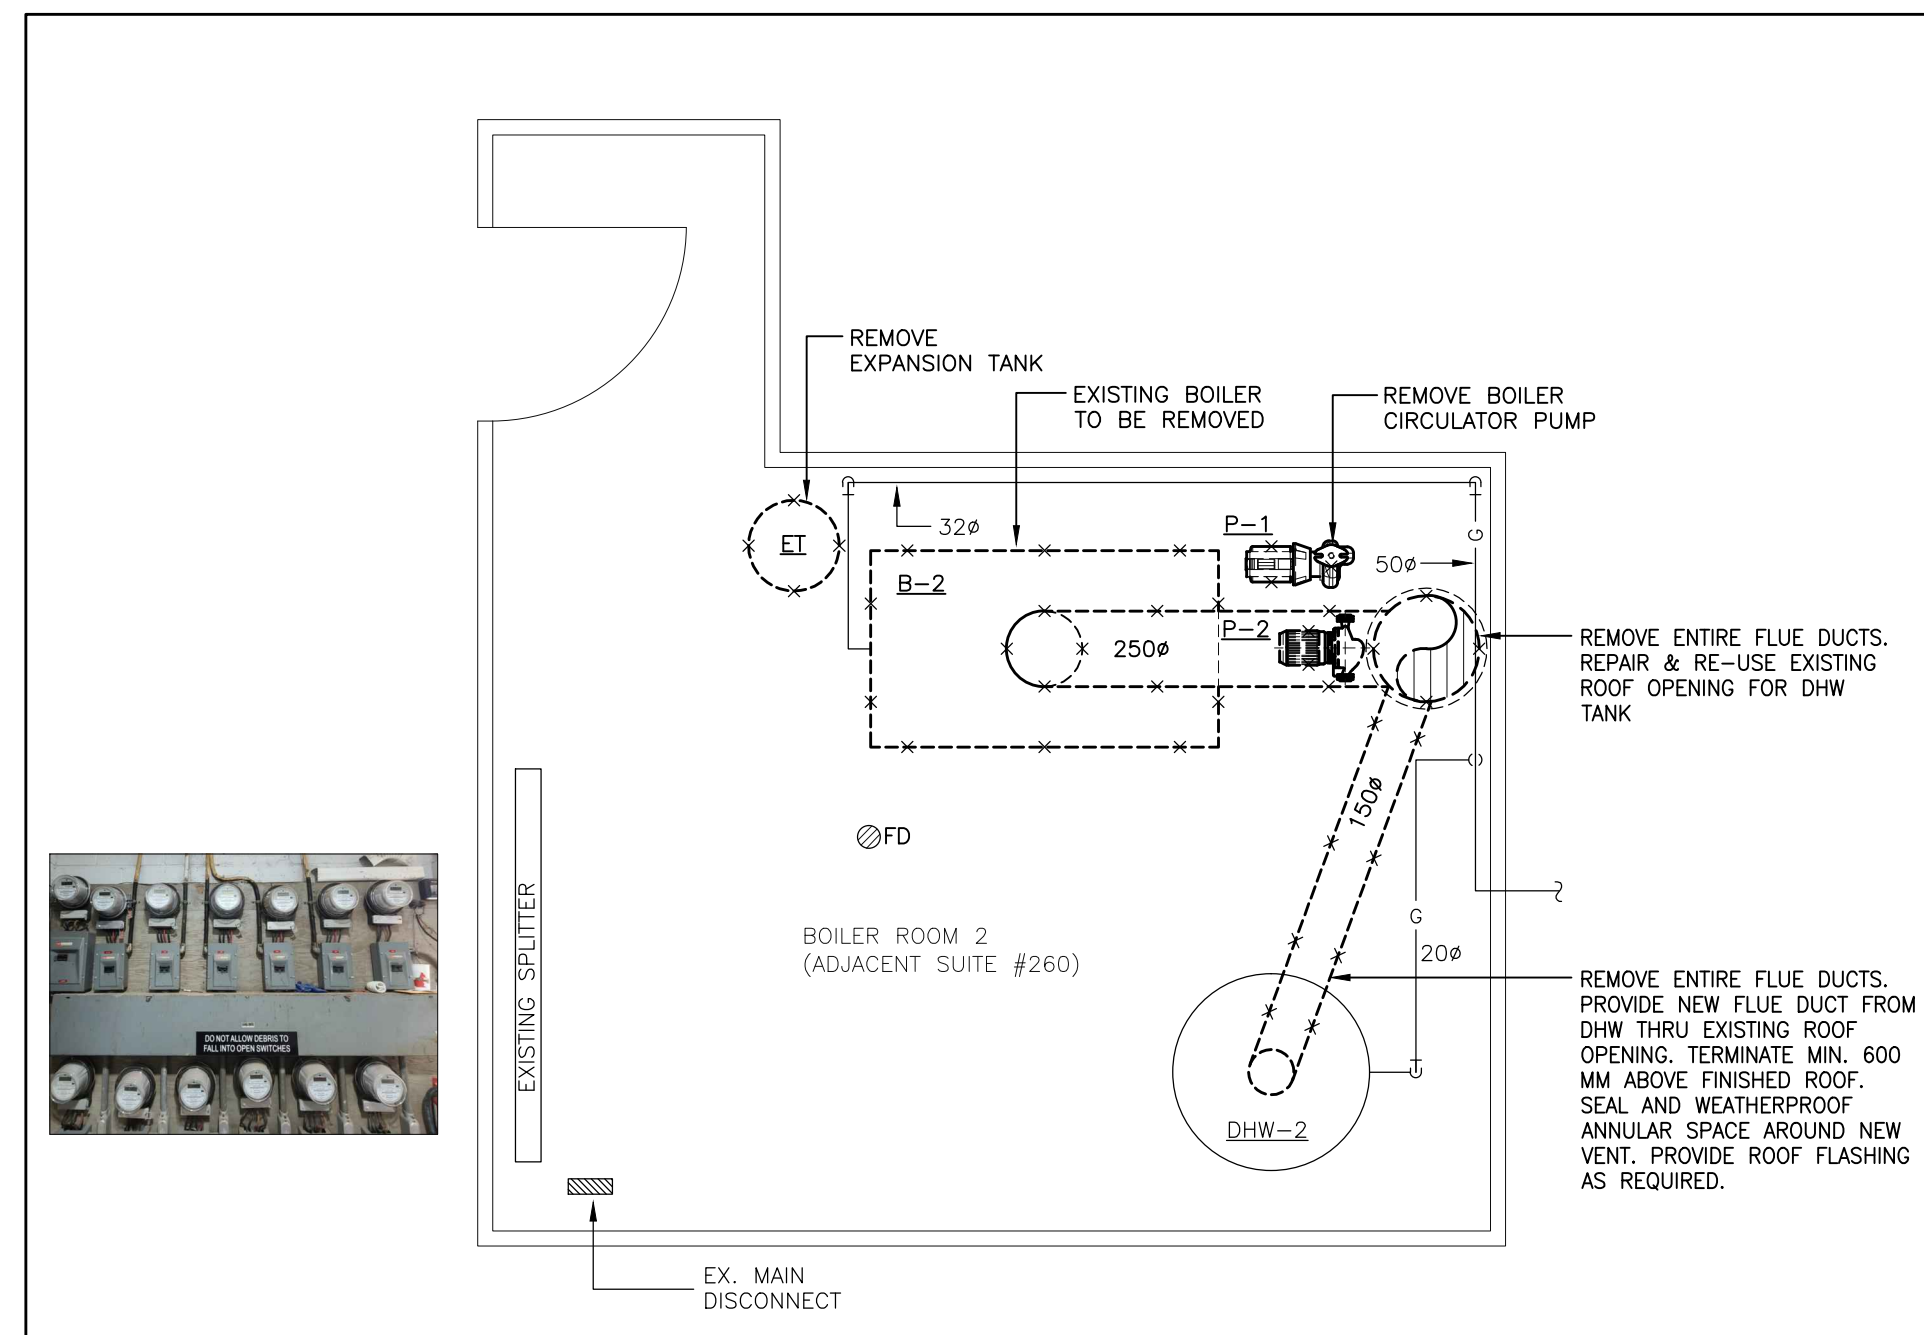 REMOVE
EXPANSION TANK
EXISTING BOILER
TO BE REMOVED
REMOVE BOILER
CIRCULATOR PUMP
32ø
P-1
ET
B-2
G
50ø
P-2
250ø
REMOVE ENTIRE FLUE DUCTS.
REPAIR & RE-USE EXISTING
ROOF OPENING FOR DHW
TANK
150ø
FD
EXISTING SPLITTER
BOILER ROOM 2
(ADJACENT SUITE #260)
G
20ø
REMOVE ENTIRE FLUE DUCTS.
PROVIDE NEW FLUE DUCT FROM
DHW THRU EXISTING ROOF
OPENING. TERMINATE MIN. 600
MM ABOVE FINISHED ROOF.
SEAL AND WEATHERPROOF
ANNULAR SPACE AROUND NEW
VENT. PROVIDE ROOF FLASHING
AS REQUIRED.
DO NOT ALLOW DEBRIS TO
FALL INTO OPEN SWITCHES
DHW-2
EX. MAIN
DISCONNECT